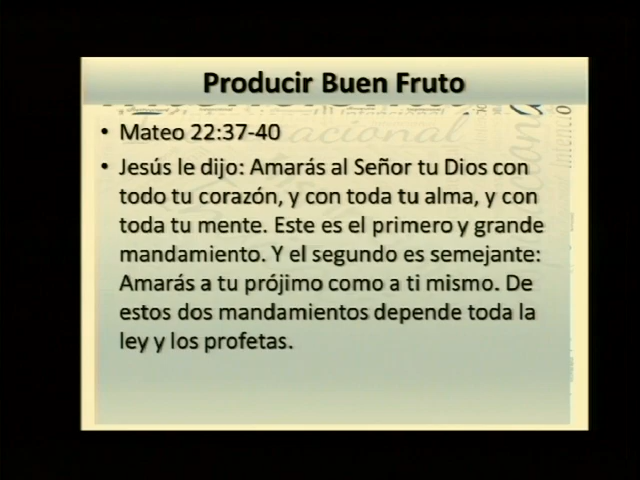 Producir Buen Fruto
• Mateo 22:37-40
• Jesús le dijo: Amarás al Señor tu Dios con
todo tu corazón, y con toda tu alma, y con
toda tu mente. Este es el primero y grande
mandamiento. Y el segundo es semejante:
Amarás a tu prójimo como a ti mismo. De
estos dos mandamientos depende toda la
ley y los profetas.